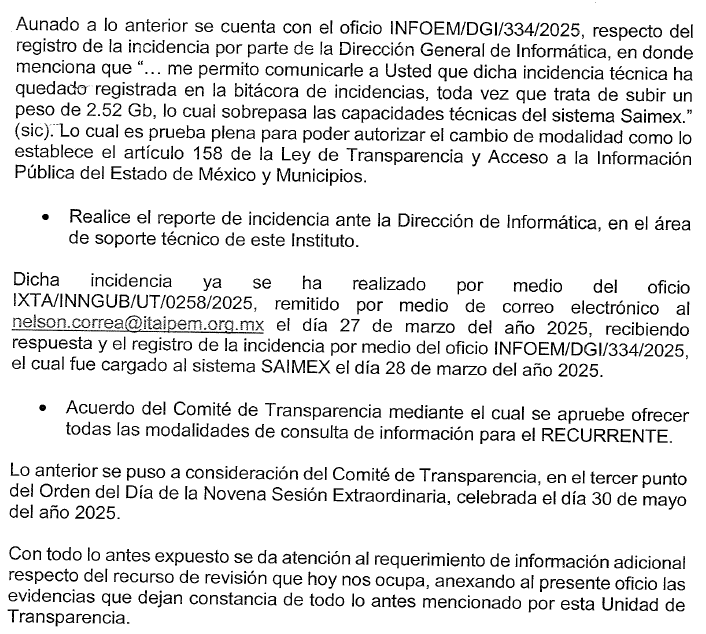 Aunado a lo anterior se cuenta con el oficio INFOEM/DGI/334/2025, respecto del
registro de la incidencia por parte de la Dirección General de Informática, en donde
menciona que “… me permito comunicarle a Usted que dicha incidencia técnica ha
quedado registrada en la bitácora de incidencias, toda vez que trata de subir un
peso de 2.52 Gb, lo cual sobrepasa las capacidades técnicas del sistema Saimex.”
(sic). Lo cual es prueba plena para poder autorizar el cambio de modalidad como lo
establece el artículo 158 de la Ley de Transparencia y Acceso a la Información
Pública del Estado de México y Municipios.
• Realice el reporte de incidencia ante la Dirección de Informática, en el área
de soporte técnico de este Instituto.
Dicha incidencia ya se ha realizado por medio del oficio
IXTA/INNGUB/UT/0258/2025, remitido por medio de correo electrónico al
nelson.correa@itaipem.org.mx el día 27 de marzo del año 2025, recibiendo
respuesta y el registro de la incidencia por medio del oficio INFOEM/DGI/334/2025,
el cual fue cargado al sistema SAIMEX el día 28 de marzo del año 2025.
• Acuerdo del Comité de Transparencia mediante el cual se apruebe ofrecer
todas las modalidades de consulta de información para el RECURRENTE.
Lo anterior se puso a consideración del Comité de Transparencia, en el tercer punto
del Orden del Día de la Novena Sesión Extraordinaria, celebrada el día 30 de mayo
del año 2025.
Con todo lo antes expuesto se da atención al requerimiento de información adicional
respecto del recurso de revisión que hoy nos ocupa, anexando al presente oficio las
evidencias que dejan constancia de todo lo antes mencionado por esta Unidad de
Transparencia.